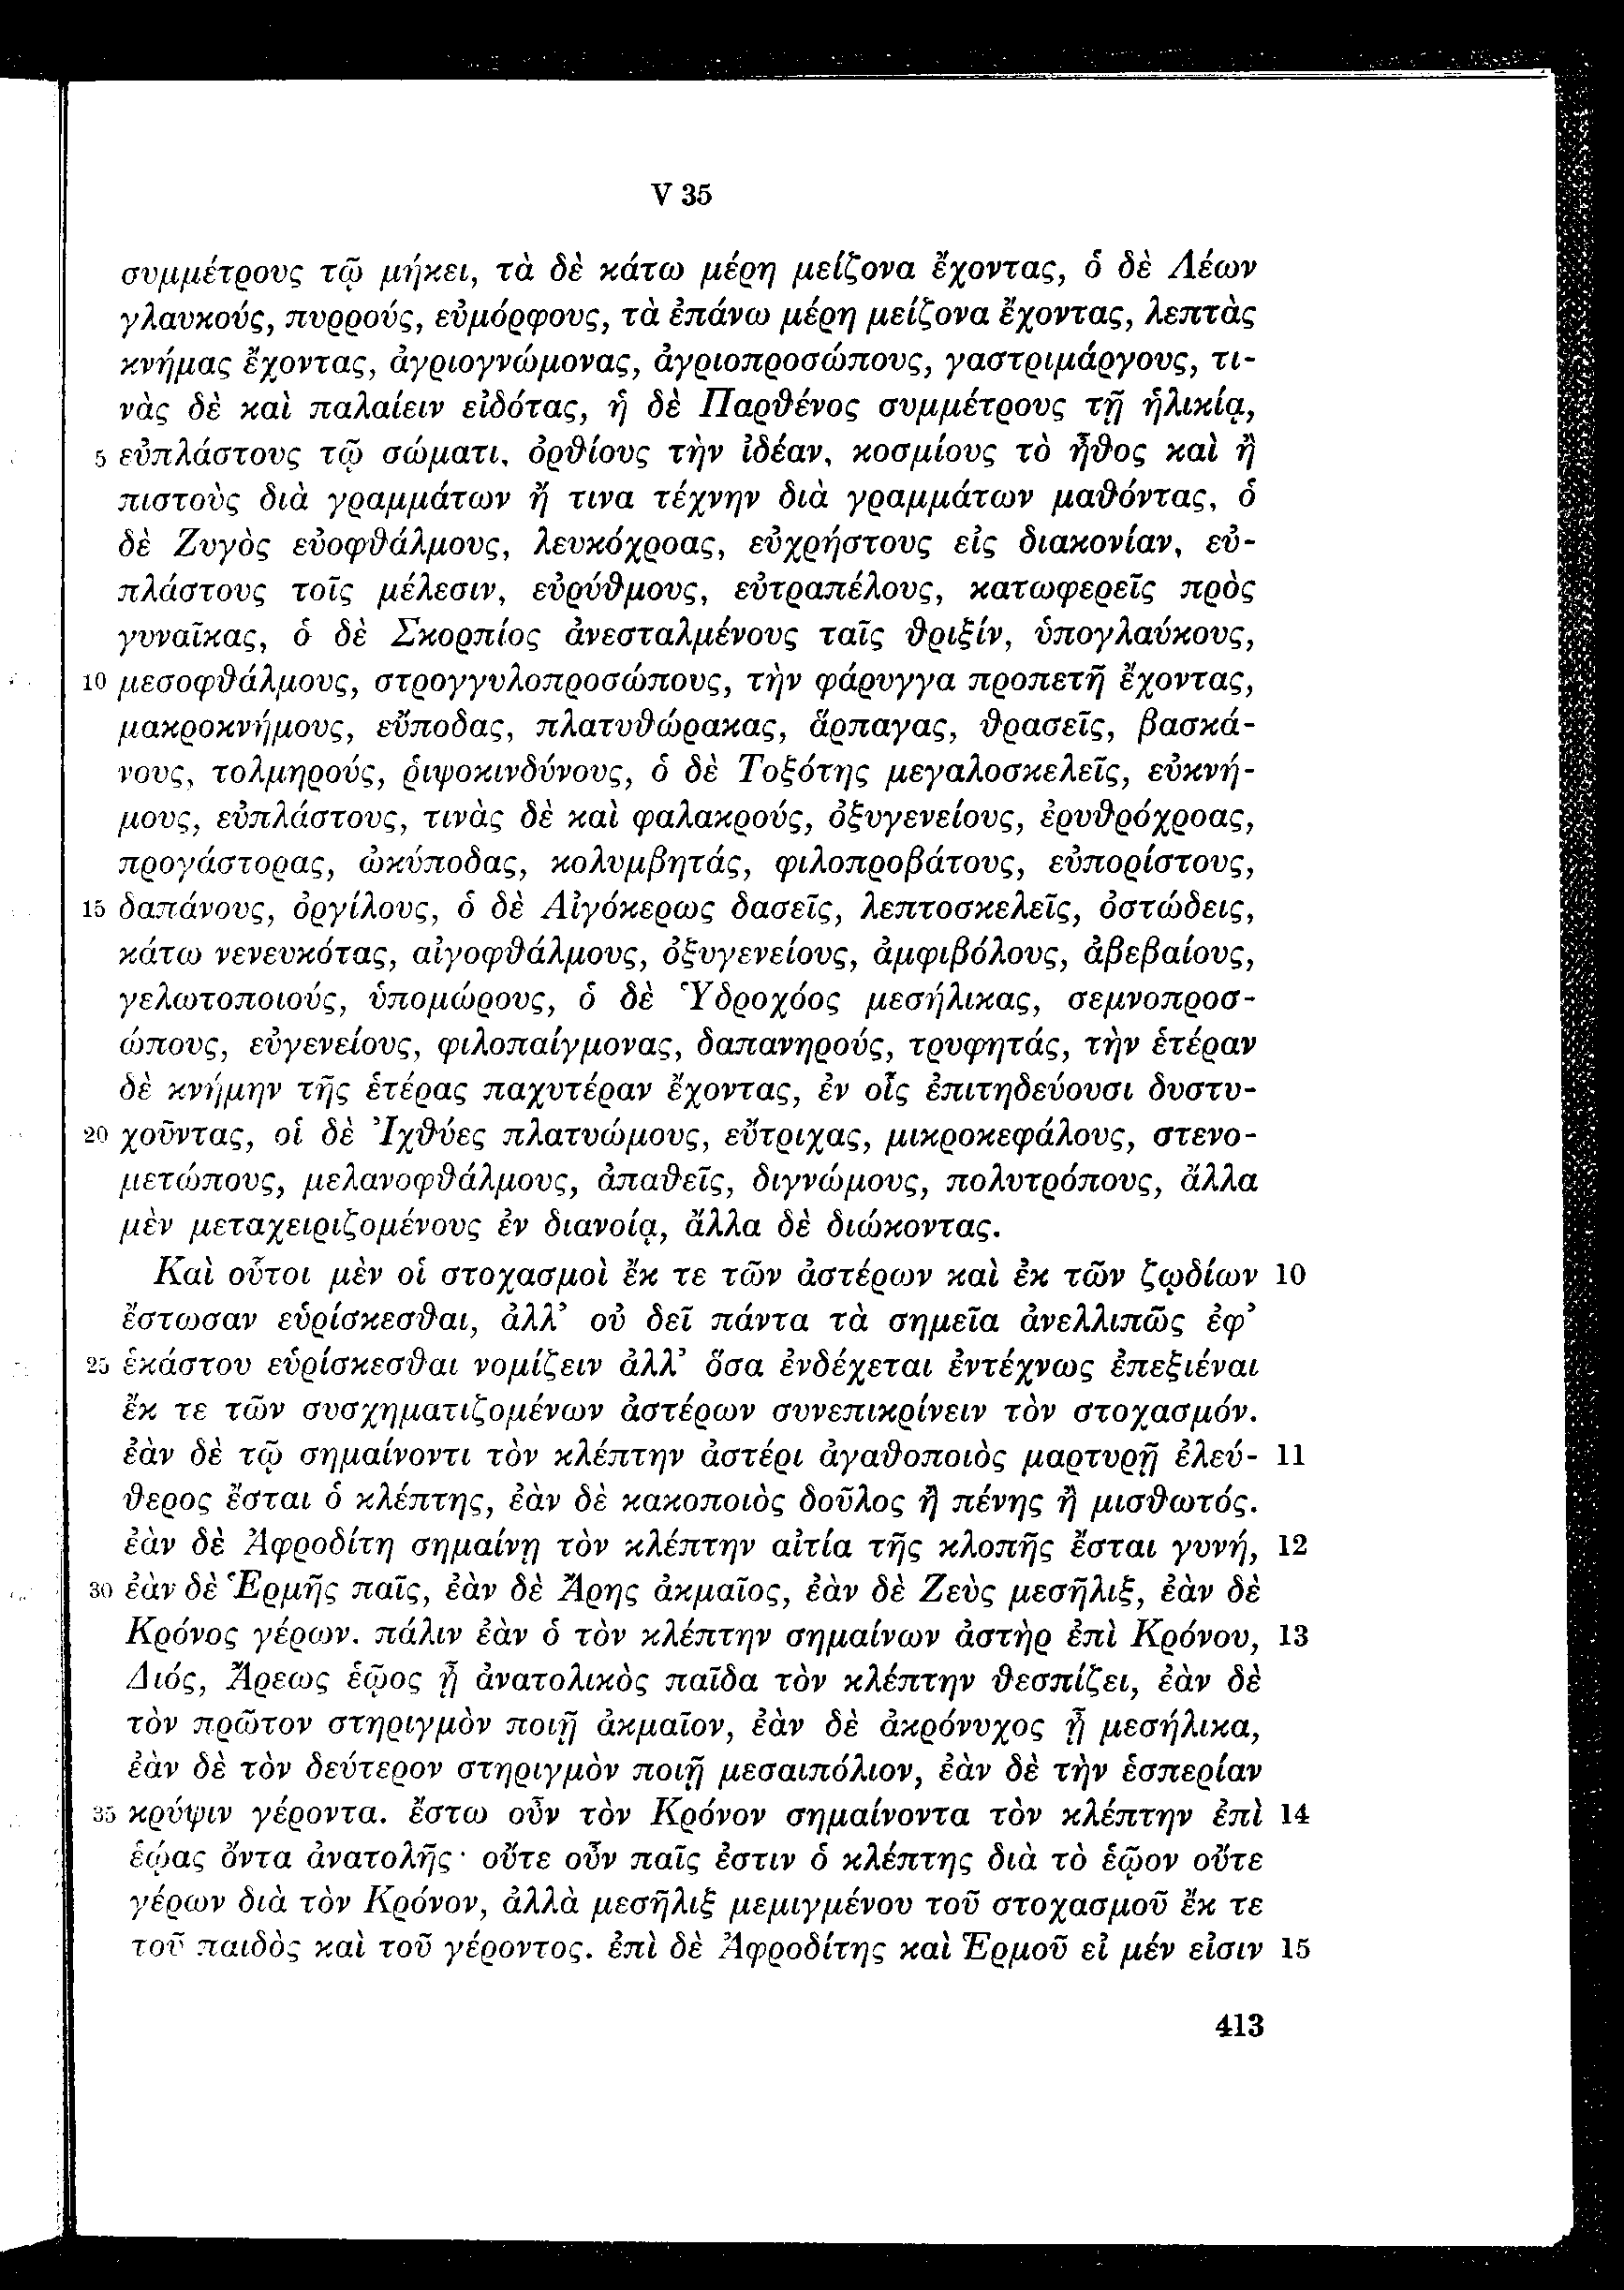 V 35
συμμέτρους τῷ μήκει, τὰ δὲ κάτω μέρη μείζονα ἔχοντας, ὁ δὲ Λέων
γλαυκούς, πυρρούς, εὐμόρφους, τὰ ἐπάνω μέρη μείζονα ἔχοντας, λεπτὰς
κνήμας ἔχοντας, ἀγριογνώμονας, ἀγριοπροσώπους, γαστριμάργους, τι-
νὰς δὲ καὶ παλαίειν εἰδότας, ἡ δὲ Παρθένος συμμέτρους τῇ ἡλικίᾳ,
5 εὐπλάστους τῷ σώματι, ὀρθίους τὴν ἰδέαν, κοσμίους τὸ ἦθος καὶ ἢ
πιστοὺς διὰ γραμμάτων ἤ τινα τέχνην διὰ γραμμάτων μαθόντας, ὁ
δὲ Ζυγὸς εὐοφθάλμους, λευκόχροας, εὐχρήστους εἰς διακονίαν, εὐ-
πλάστους τοῖς μέλεσιν, εὐρύθμους, εὐτραπέλους, κατωφερεῖς πρὸς
γυναῖκας, ὁ δὲ Σκορπίος ἀνεσταλμένους ταῖς θριξίν, ὑπογλαύκους,
10 μεσοφθάλμους, στρογγυλοπροσώπους, τὴν φάρυγγα προπετῆ ἔχοντας,
μακροκνήμους, εὔποδας, πλατυθώρακας, ἅρπαγας, θρασεῖς, βασκά-
νους, τολμηρούς, ῥιψοκινδύνους, ὁ δὲ Τοξότης μεγαλοσκελεῖς, εὐκνή-
μους, εὐπλάστους, τινὰς δὲ καὶ φαλακρούς, ὀξυγενείους, ἐρυθρόχροας,
προγάστορας, ὠκύποδας, κολυμβητάς, φιλοπροβάτους, εὐπορίστους,
15 δαπάνους, ὀργίλους, ὁ δὲ Αἰγόκερως δασεῖς, λεπτοσκελεῖς, ὀστώδεις,
κάτω νενευκότας, αἰγοφθάλμους, ὀξυγενείους, ἀμφιβόλους, ἀβεβαίους,
γελωτοποιούς, ὑπομώρους, ὁ δὲ Ὑδροχόος μεσήλικας, σεμνοπροσ-
ώπους, εὐγενείους, φιλοπαίγμονας, δαπανηρούς, τρυφητάς, τὴν ἑτέραν
δὲ κνήμην τῆς ἑτέρας παχυτέραν ἔχοντας, ἐν οἷς ἐπιτηδεύουσι δυστυ-
20 χοῦντας, οἱ δὲ Ἰχθύες πλατυώμους, εὔτριχας, μικροκεφάλους, στενο-
μετώπους, μελανοφθάλμους, ἀπαθεῖς, διγνώμους, πολυτρόπους, ἄλλα
μὲν μεταχειριζομένους ἐν διανοίᾳ, ἄλλα δὲ διώκοντας.
Καὶ οὗτοι μὲν οἱ στοχασμοὶ ἔκ τε τῶν ἀστέρων καὶ ἐκ τῶν ζῳδίων 10
ἔστωσαν εὑρίσκεσθαι, ἀλλ’ οὐ δεῖ πάντα τὰ σημεῖα ἀνελλιπῶς ἐφ’
25 ἑκάστου εὑρίσκεσθαι νομίζειν ἀλλ’ ὅσα ἐνδέχεται ἐντέχνως ἐπεξιέναι
ἔκ τε τῶν συσχηματιζομένων ἀστέρων συνεπικρίνειν τὸν στοχασμόν.
ἐὰν δὲ τῷ σημαίνοντι τὸν κλέπτην ἀστέρι ἀγαθοποιὸς μαρτυρῇ ἐλεύ- 11
θερος ἔσται ὁ κλέπτης, ἐὰν δὲ κακοποιὸς δοῦλος ἢ πένης ἢ μισθωτός.
ἐὰν δὲ Ἀφροδίτη σημαίνῃ τὸν κλέπτην αἰτία τῆς κλοπῆς ἔσται γυνή, 12
30 ἐὰν δὲ Ἑρμῆς παῖς, ἐὰν δὲ Ἄρης ἀκμαῖος, ἐὰν δὲ Ζεὺς μεσῆλιξ, ἐὰν δὲ
Κρόνος γέρων. πάλιν ἐὰν ὁ τὸν κλέπτην σημαίνων ἀστὴρ ἐπὶ Κρόνου, 13
Διός, Ἄρεως ἑῷος ᾖ ἀνατολικὸς παῖδα τὸν κλέπτην θεσπίζει, ἐὰν δὲ
τὸν πρῶτον στηριγμὸν ποιῇ ἀκμαῖον, ἐὰν δὲ ἀκρόνυχος ᾖ μεσήλικα,
ἐὰν δὲ τὸν δεύτερον στηριγμὸν ποιῇ μεσαιπόλιον, ἐὰν δὲ τὴν ἑσπερίαν
35 κρύψιν γέροντα. ἔστω οὖν τὸν Κρόνον σημαίνοντα τὸν κλέπτην ἐπὶ 14
ἑῴας ὄντα ἀνατολῆς· οὔτε οὖν παῖς ἐστιν ὁ κλέπτης διὰ τὸ ἑῷον οὔτε
γέρων διὰ τὸν Κρόνον, ἀλλὰ μεσῆλιξ μεμιγμένου τοῦ στοχασμοῦ ἔκ τε
τοῦ παιδὸς καὶ τοῦ γέροντος. ἐπὶ δὲ Ἀφροδίτης καὶ Ἑρμοῦ εἰ μέν εἰσιν 15
413